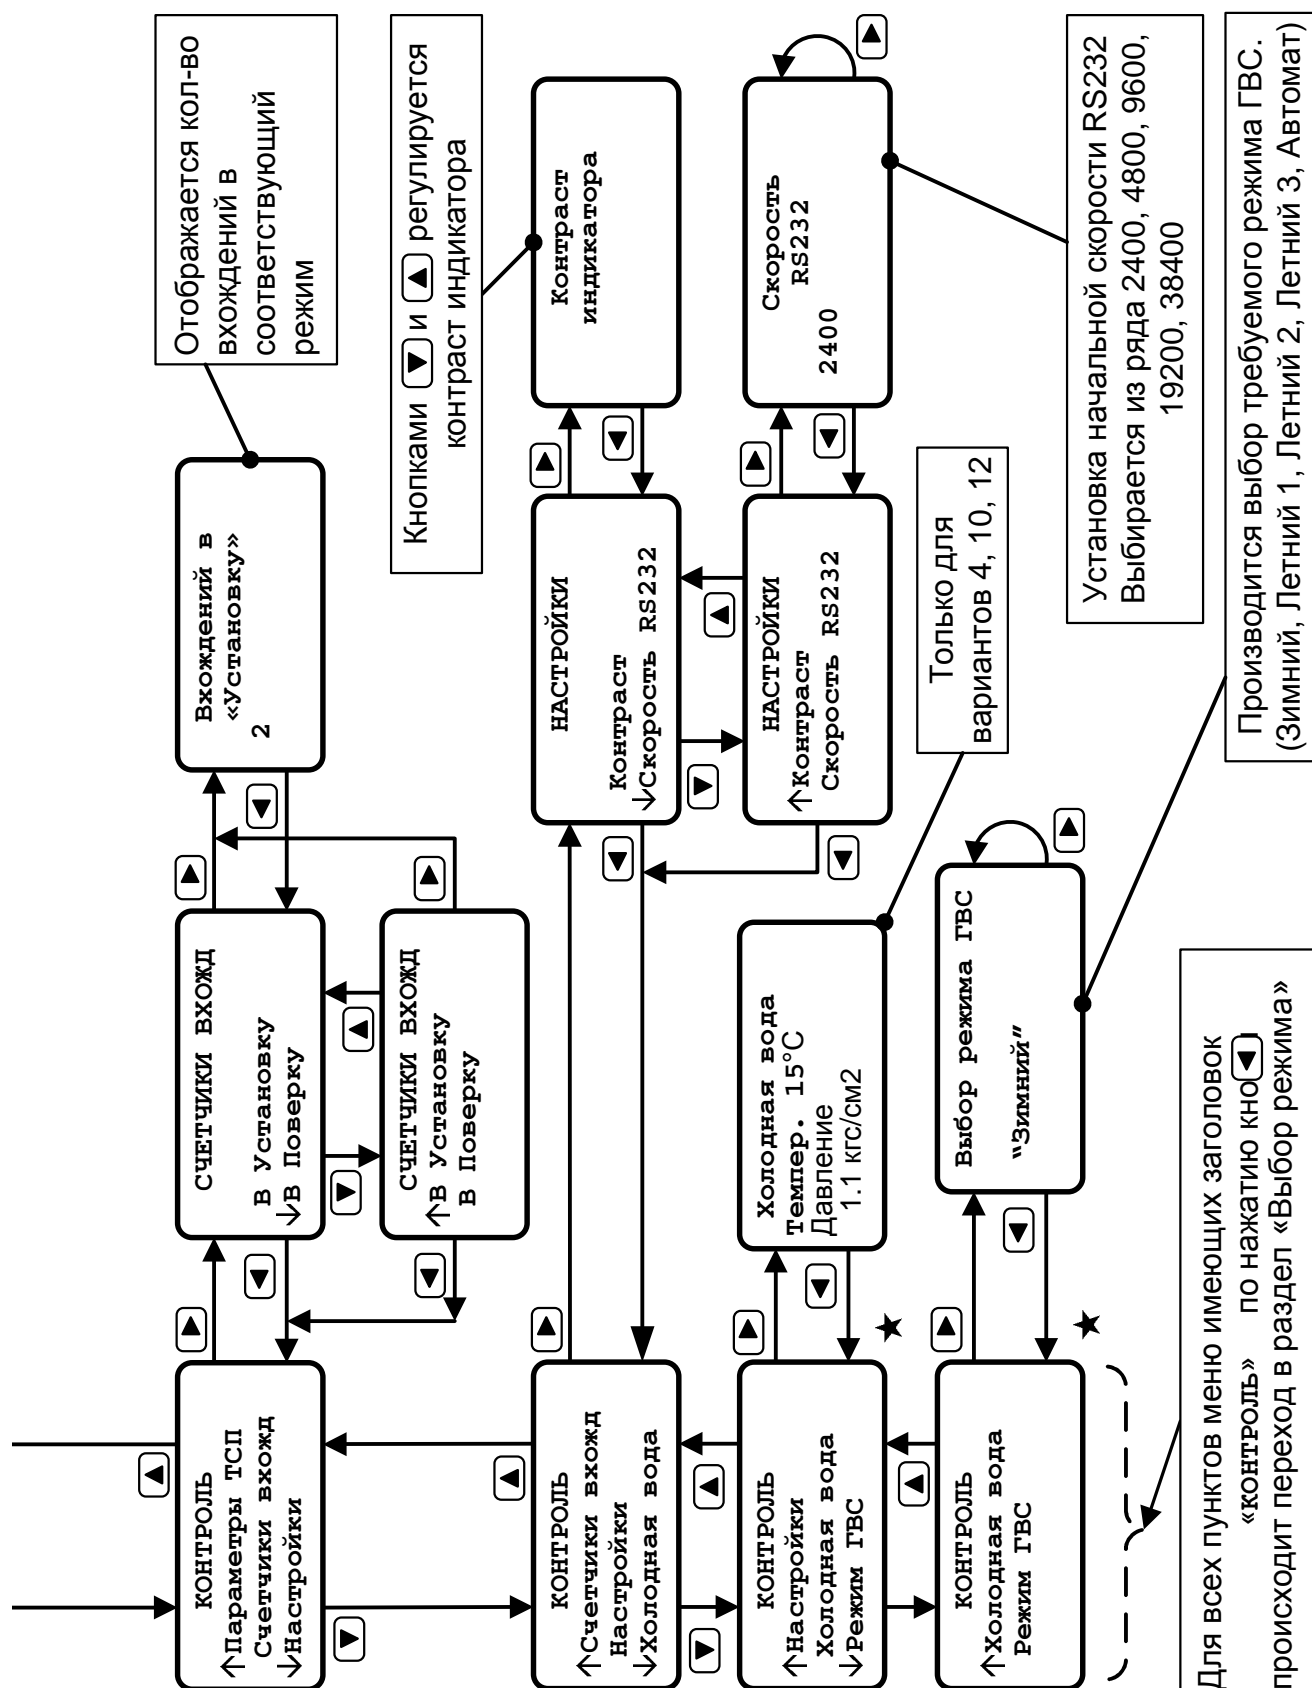 Отображается кол-во
вхождений в
соответствующий
режим
КОНТРОЛЬ
↑Параметры ТСП
Счетчики вхожд
↓Настройки
СЧЕТЧИКИ ВХОЖД
В Установку
↓В Поверку
Вхождений в
«Установку»
2
СЧЕТЧИКИ ВХОЖД
↑В Установку
В Поверку
Кнопками ▼ и ▲ регулируется
контраст индикатора
КОНТРОЛЬ
↑Счетчики вхожд
Настройки
↓Холодная вода
НАСТРОЙКИ
Контраст
↓Скорость RS232
Контраст
индикатора
КОНТРОЛЬ
↑Настройки
Холодная вода
↓Режим ГВС
Холодная вода
Темпер. 15°С
Давление
1.1 кгс/см2
НАСТРОЙКИ
↑Контраст
Скорость RS232
Скорость
RS232
2400
Только для
вариантов 4, 10, 12
КОНТРОЛЬ
↑Холодная вода
Режим ГВС
Выбор режима ГВС
"Зимний"
Установка начальной скорости RS232
Выбирается из ряда 2400, 4800, 9600,
19200, 38400
Для всех пунктов меню имеющих заголовок
«КОНТРОЛЬ» по нажатию кно ◄
происходит переход в раздел «Выбор режима»
Производится выбор требуемого режима ГВС.
(Зимний, Летний 1, Летний 2, Летний 3, Автомат)